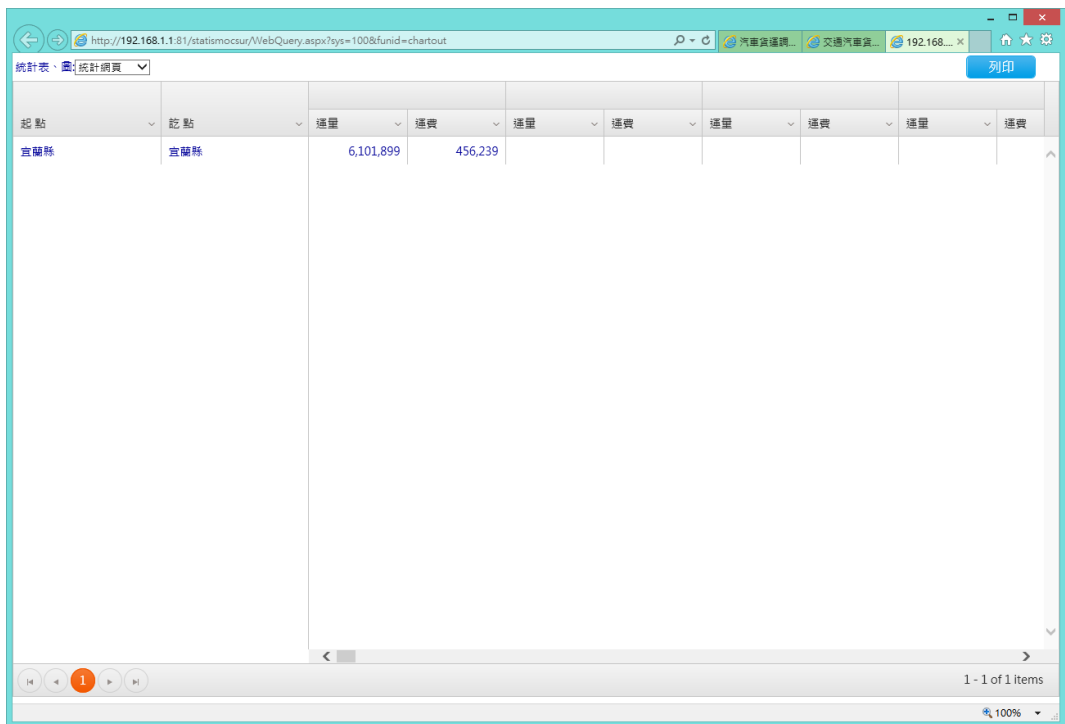 http://192.168.1.1:81/statismocsur/WebQuery.aspx?sys=100&funid=chartout
汽車貨運調...
交通汽車貨...
192.168....
統計表、圖:
統計網頁
列印
起點 訖點 運量 運費 運量 運費 運量 運費 運量 運費
宜蘭縣 宜蘭縣 6,101,899 456,239
1
1 - 1 of 1 items
100%